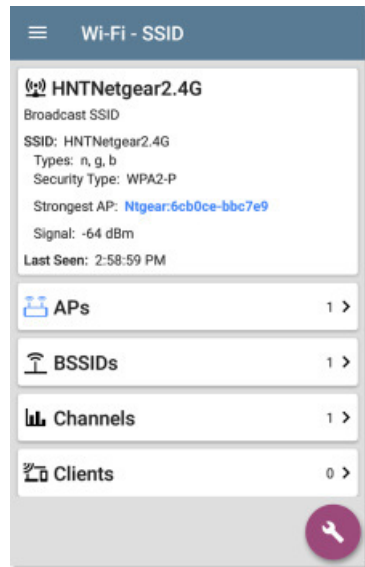 Wi-Fi - SSID
HNTNetgear2.4G
Broadcast SSID
SSID: HNTNetgear2.4G
Types: n, g, b
Security Type: WPA2-P
Strongest AP: Ntgear:6cb0ce-bbc7e9
Signal: -64 dBm
Last Seen: 2:58:59 PM
APs 1
BSSIDs 1
Channels 1
Clients 0